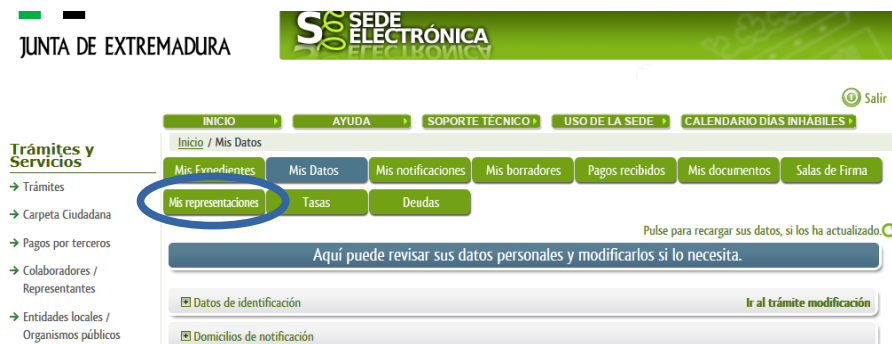 JUNTA DE EXTREMADURA
SEDE
ELECTRÓNICA
Salir
INICIO AYUDA SOPORTE TÉCNICO USO DE LA SEDE CALENDARIO DÍAS INHÁBILES
Inicio / Mis Datos
Trámites y
Servicios
Trámites
Carpeta Ciudadana
Pagos por terceros
Colaboradores /
Representantes
Entidades locales /
Organismos públicos
Mis Expedientes Mis Datos Mis notificaciones Mis borradores Pagos recibidos Mis documentos Salas de Firma
Mis representaciones Tasas Deudas
Pulse para recargar sus datos, si los ha actualizado.
Aquí puede revisar sus datos personales y modificarlos si lo necesita.
Datos de identificación Ir al trámite modificación
Domicilios de notificación